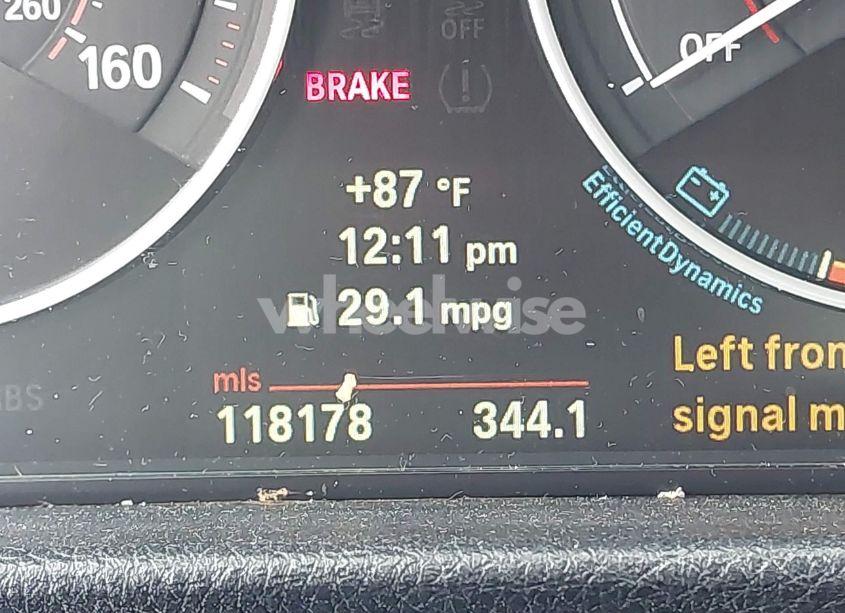 260
160
OFF
BRAKE
OFF
+87 °F
12:11 pm
29.1 mpg
wheelwise
EfficientDynamics
mls
118178 344.1
Left fron
signal m